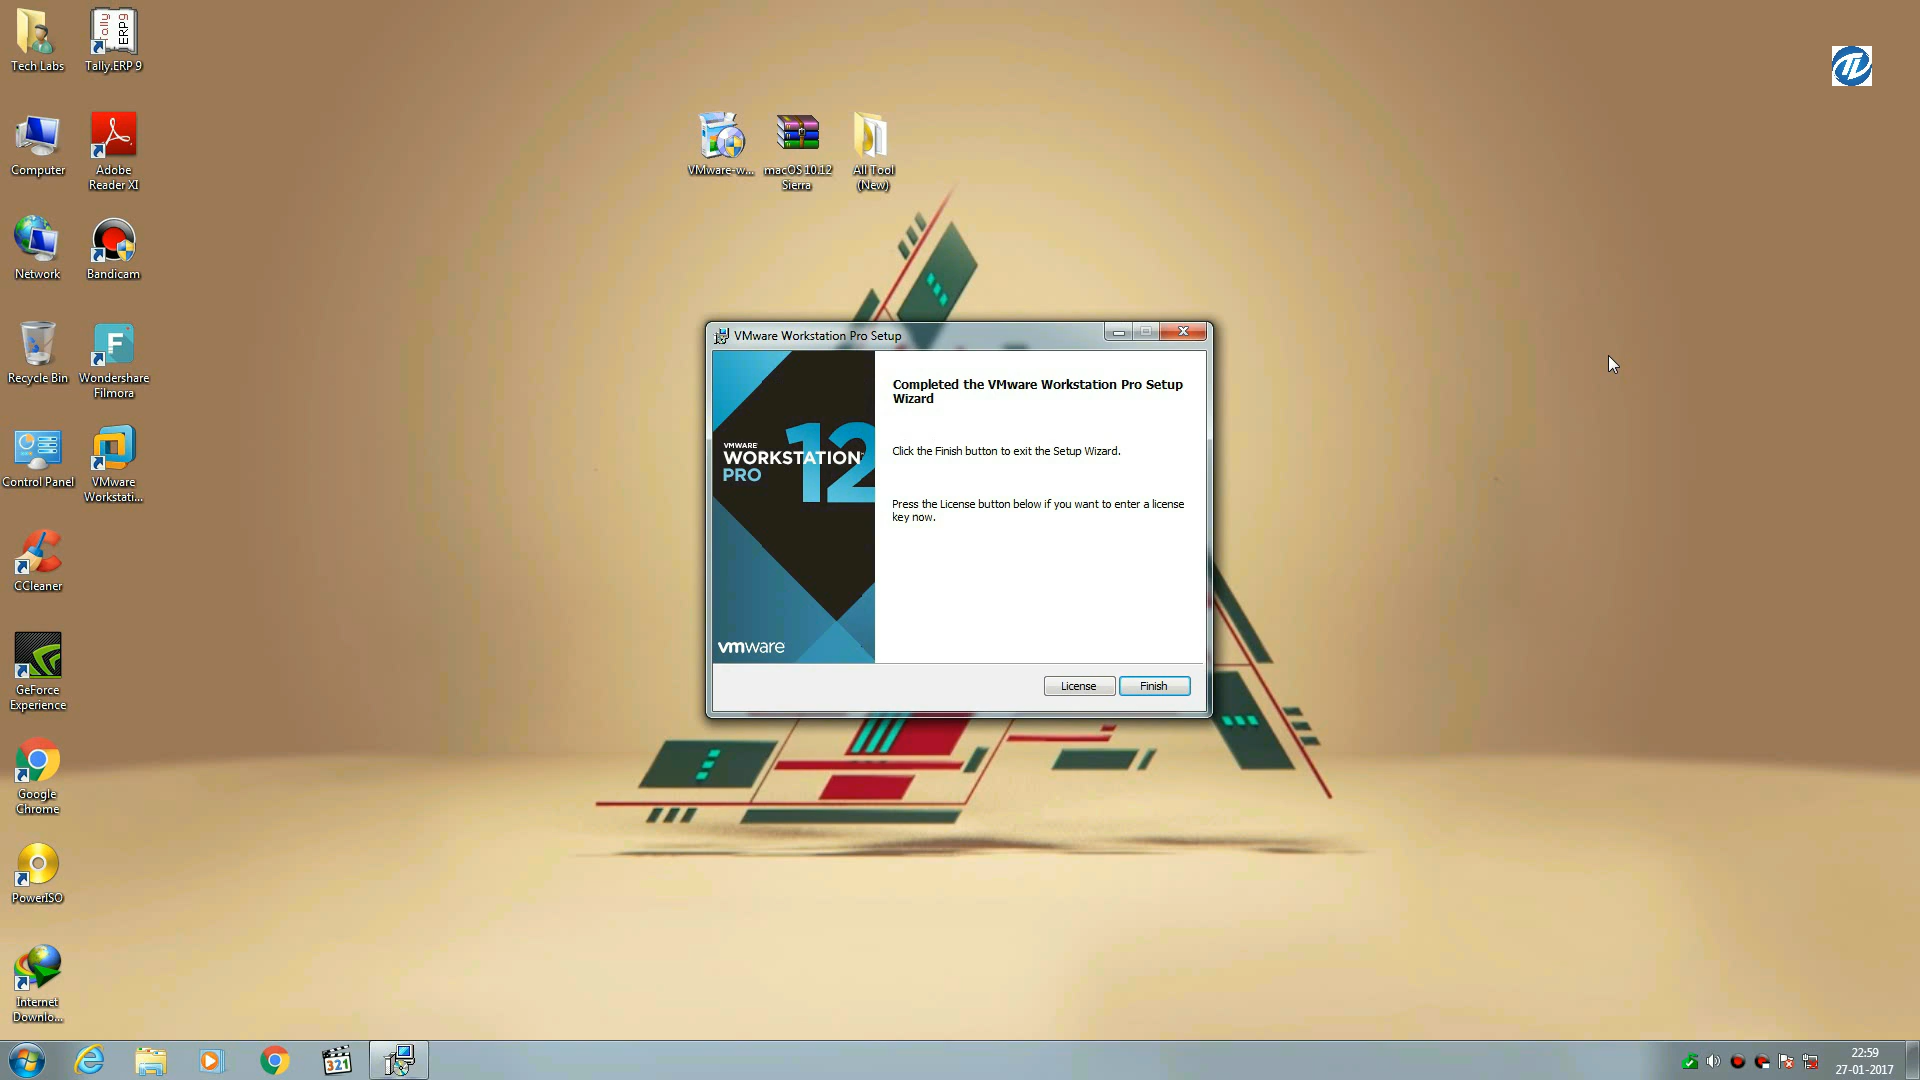 Tech Labs
Tally
ERP9
Tally.ERP 9
TL
Computer
Adobe
Reader XI
VMware-w...
macOS 10.12
Sierra
All Tool
(New)
Network
Bandicam
Recycle Bin
F
Wondershare
Filmora
Control Panel
VMware
Workstati...
CCleaner
GeForce
Experience
Google
Chrome
PowerISO
Internet
Downlo...
VMware Workstation Pro Setup
VMWARE
WORKSTATION
PRO
12
vmware
Completed the VMware Workstation Pro Setup
Wizard
Click the Finish button to exit the Setup Wizard.
Press the License button below if you want to enter a license
key now.
License
Finish
321
22:59
27-01-2017